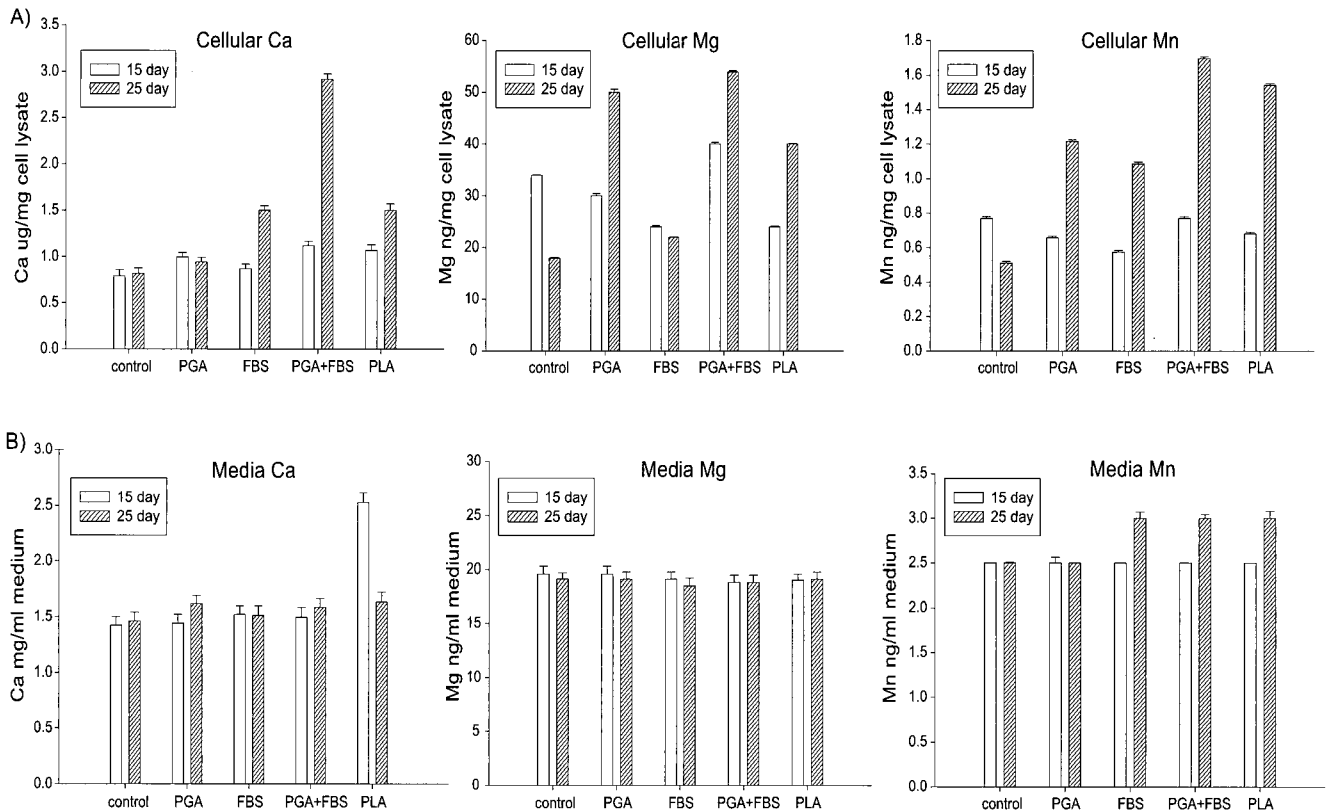 A)
Cellular Ca
15 day
25 day
Ca ug/mg cell lysate
3.5
3.0
2.5
2.0
1.5
1.0
0.5
0.0
control PGA FBS PGA+FBS PLA
Cellular Mg
15 day
25 day
Mg ng/mg cell lysate
60
50
40
30
20
10
0
control PGA FBS PGA+FBS PLA
Cellular Mn
15 day
25 day
Mn ng/mg cell lysate
1.8
1.6
1.4
1.2
1.0
0.8
0.6
0.4
0.2
0.0
control PGA FBS PGA+FBS PLA
B)
Media Ca
15 day
25 day
Ca mg/ml medium
3.0
2.5
2.0
1.5
1.0
0.5
0.0
control PGA FBS PGA+FBS PLA
Media Mg
15 day
25 day
Mg ng/ml medium
30
25
20
15
10
5
0
control PGA FBS PGA+FBS PLA
Media Mn
15 day
25 day
Mn ng/ml medium
3.5
3.0
2.5
2.0
1.5
1.0
0.5
0.0
control PGA FBS PGA+FBS PLA